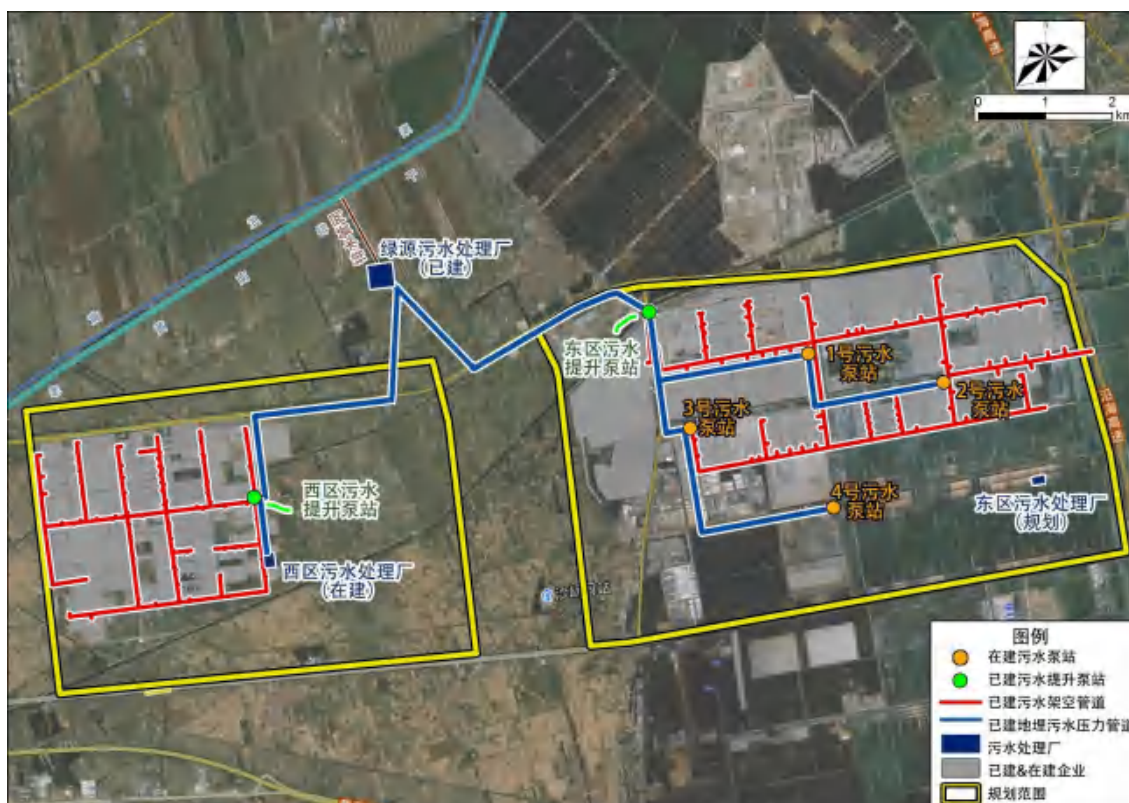 0 1 2
km
绿源污水处理厂
(已建)
东区污水
提升泵站
1号污水
泵站
2号污水
泵站
3号污水
泵站
4号污水
泵站
东区污水处理厂
(规划)
西区污水
提升泵站
西区污水处理厂
(在建)
沿海高速
图例
在建污水泵站
已建污水提升泵站
已建污水架空管道
已建地埋污水压力管道
污水处理厂
已建&在建企业
规划范围